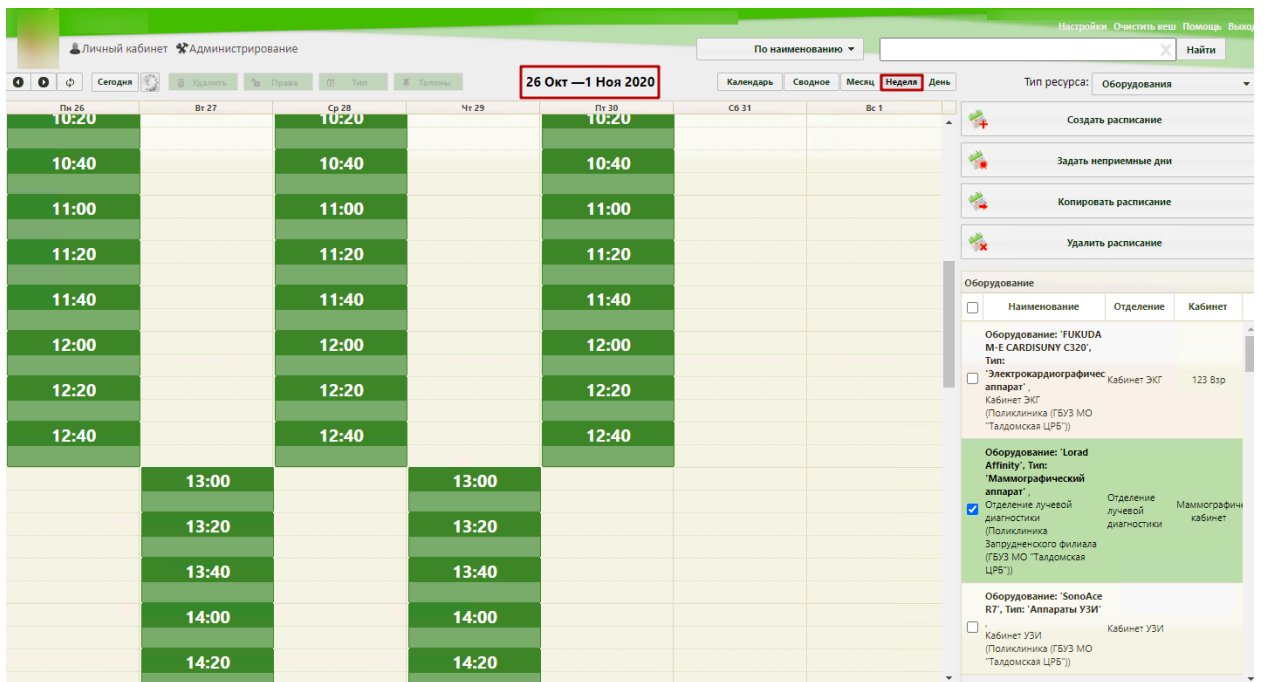 Настройки Очистить кеш Помощь Выход
Личный кабинет Администрирование По наименованию Найти
Сегодня Удалить Права Тип Талоны 26 Окт —1 Ноя 2020 Календарь Сводное Месяц Неделя День Тип ресурса: Оборудования
Пн 26 Вт 27 Ср 28 Чт 29 Пт 30 Сб 31 Вс 1
10:20 10:20 10:20
10:40 10:40 10:40
11:00 11:00 11:00
11:20 11:20 11:20
11:40 11:40 11:40
12:00 12:00 12:00
12:20 12:20 12:20
12:40 12:40 12:40
13:00 13:00
13:20 13:20
13:40 13:40
14:00 14:00
14:20 14:20
Создать расписание
Задать неприемные дни
Копировать расписание
Удалить расписание
Оборудование
Наименование Отделение Кабинет
Оборудование: 'FUKUDA
M-E CARDISUNY C320',
Тип:
'Электрокардиографичес
аппарат' ,
Кабинет ЭКГ
(Поликлиника (ГБУЗ МО
"Талдомская ЦРБ"))
Кабинет ЭКГ
123 Взр
Оборудование: 'Lorad
Affinity', Тип:
'Маммографический
аппарат' ,
Отделение лучевой
диагностики
(Поликлиника
Запрудненского филиала
(ГБУЗ МО "Талдомская
ЦРБ"))
Отделение
лучевой
диагностики
Маммографиче
кабинет
Оборудование: 'SonoAce
R7', Тип: 'Аппараты УЗИ'
,
Кабинет УЗИ
(Поликлиника (ГБУЗ МО
"Талдомская ЦРБ"))
Кабинет УЗИ